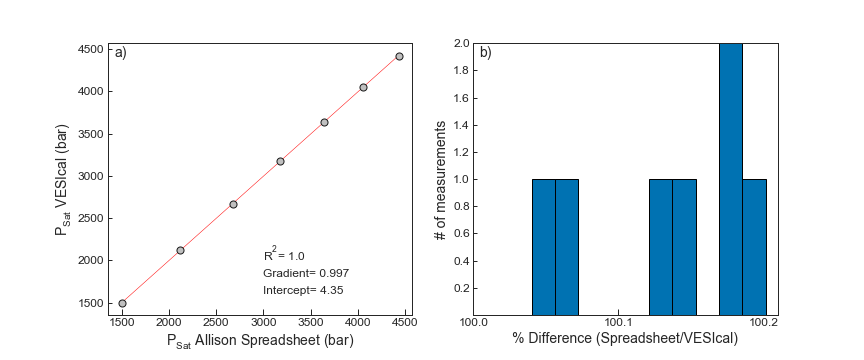 a)
4500
4000
3500
3000
2500
2000
1500
P_Sat VESIcal (bar)
R² = 1.0
Gradient= 0.997
Intercept= 4.35
1500 2000 2500 3000 3500 4000 4500
P_Sat Allison Spreadsheet (bar)
b)
2.0
1.8
1.6
1.4
1.2
1.0
0.8
0.6
0.4
0.2
# of measurements
100.0 100.1 100.2
% Difference (Spreadsheet/VESIcal)